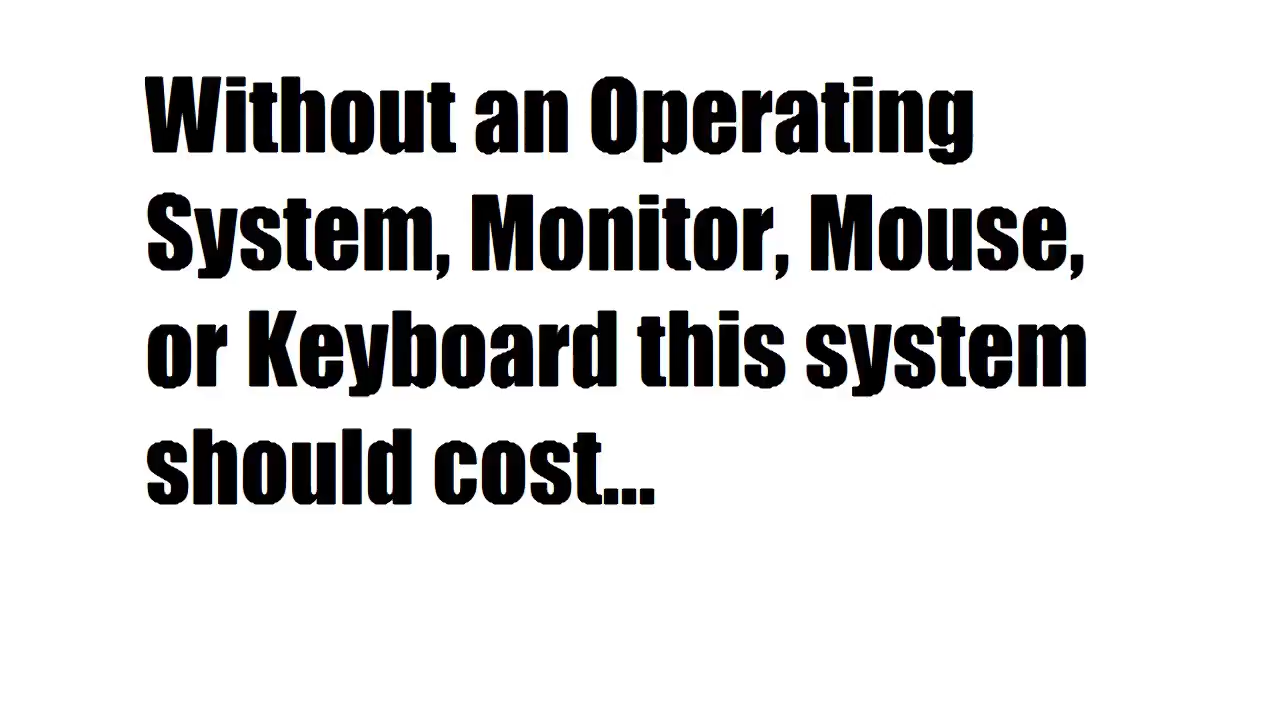 Without an Operating
System, Monitor, Mouse,
or Keyboard this system
should cost...